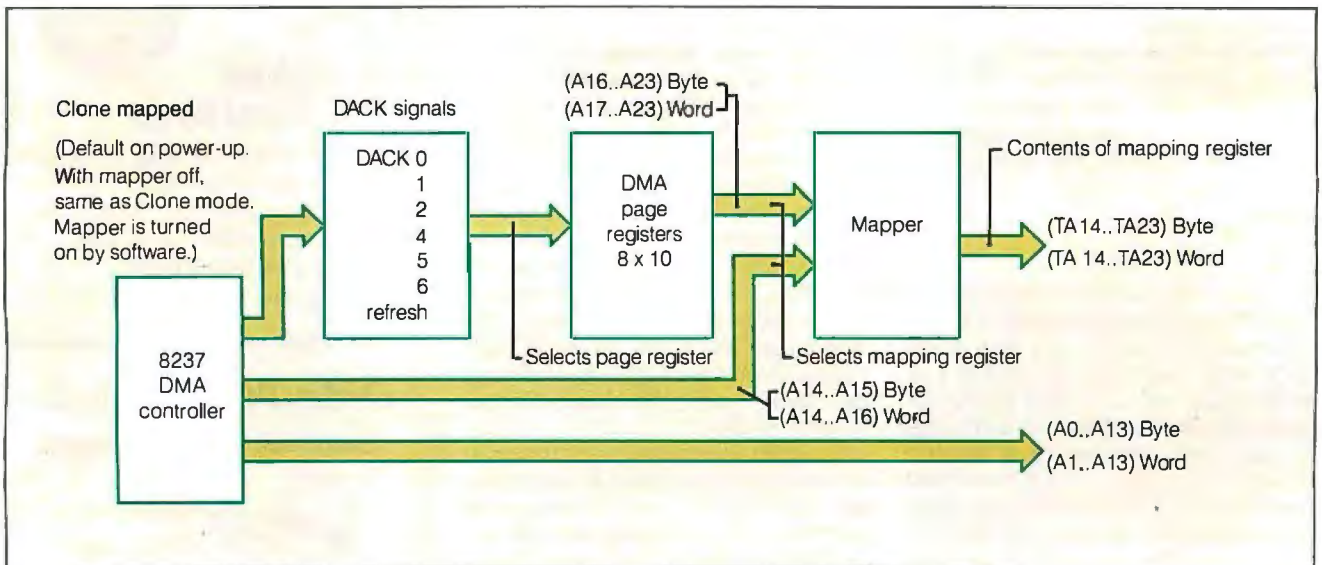 Clone mapped
(Default on power-up.
With mapper off,
same as Clone mode.
Mapper is turned
on by software.)
8237
DMA
controller
DACK signals
DACK 0
1
2
4
5
6
refresh
Selects page register
DMA
page
registers
8 x 10
(A16..A23) Byte
(A17..A23) Word
Mapper
Selects mapping register
(A14..A15) Byte
(A14..A16) Word
Contents of mapping register
(TA14..TA23) Byte
(TA 14..TA23) Word
(A0..A13) Byte
(A1..A13) Word